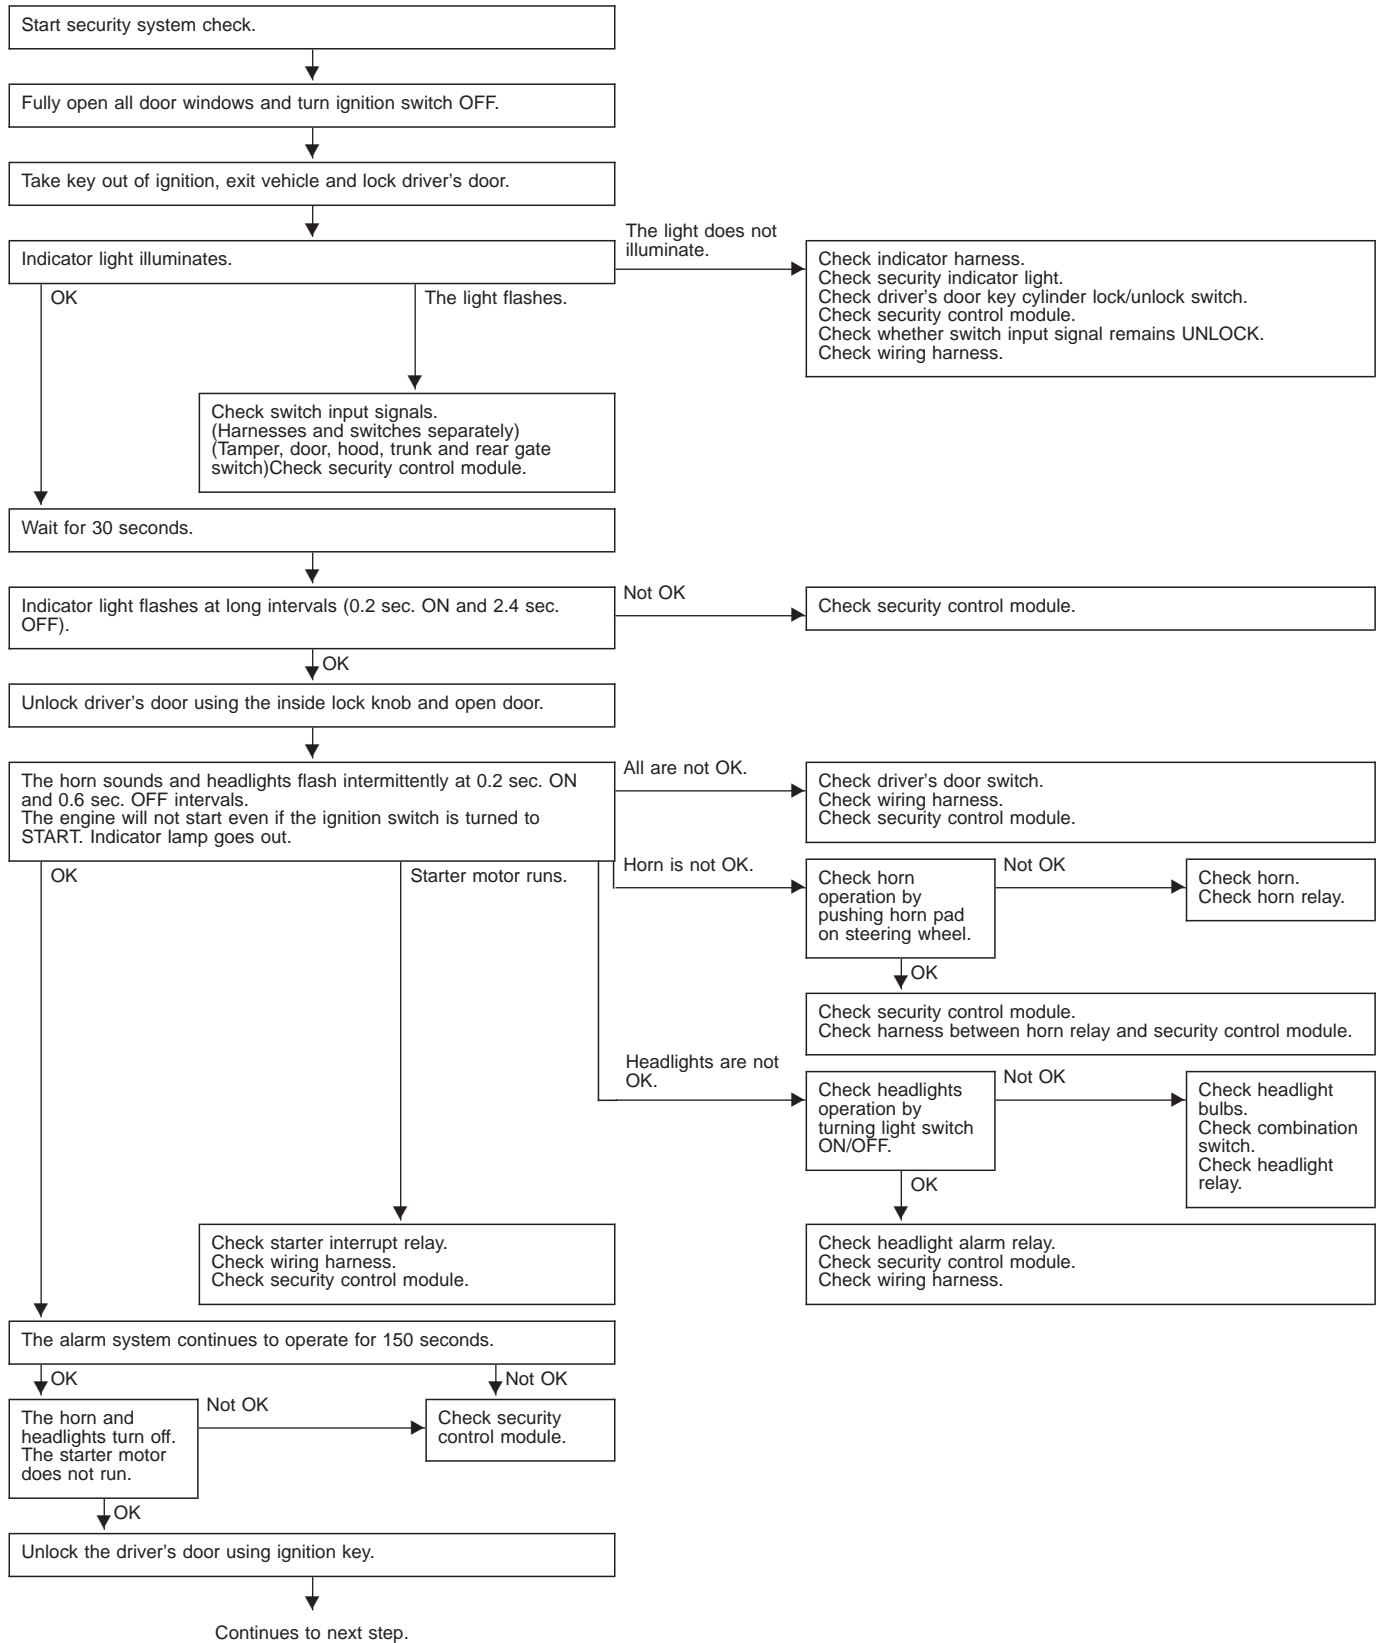 Start security system check.
Fully open all door windows and turn ignition switch OFF.
Take key out of ignition, exit vehicle and lock driver's door.
Indicator light illuminates.
The light does not
illuminate.
Check indicator harness.
Check security indicator light.
Check driver's door key cylinder lock/unlock switch.
Check security control module.
Check whether switch input signal remains UNLOCK.
Check wiring harness.
OK
The light flashes.
Check switch input signals.
(Harnesses and switches separately)
(Tamper, door, hood, trunk and rear gate
switch)Check security control module.
Wait for 30 seconds.
Indicator light flashes at long intervals (0.2 sec. ON and 2.4 sec.
OFF).
Not OK
Check security control module.
OK
Unlock driver's door using the inside lock knob and open door.
The horn sounds and headlights flash intermittently at 0.2 sec. ON
and 0.6 sec. OFF intervals.
The engine will not start even if the ignition switch is turned to
START. Indicator lamp goes out.
All are not OK.
Check driver's door switch.
Check wiring harness.
Check security control module.
OK
Starter motor runs.
Horn is not OK.
Check horn
operation by
pushing horn pad
on steering wheel.
Not OK
Check horn.
Check horn relay.
OK
Check security control module.
Check harness between horn relay and security control module.
Headlights are not
OK.
Check headlights
operation by
turning light switch
ON/OFF.
Not OK
Check headlight
bulbs.
Check combination
switch.
Check headlight
relay.
OK
Check starter interrupt relay.
Check wiring harness.
Check security control module.
Check headlight alarm relay.
Check security control module.
Check wiring harness.
The alarm system continues to operate for 150 seconds.
OK
Not OK
The horn and
headlights turn off.
The starter motor
does not run.
Not OK
Check security
control module.
OK
Unlock the driver's door using ignition key.
Continues to next step.